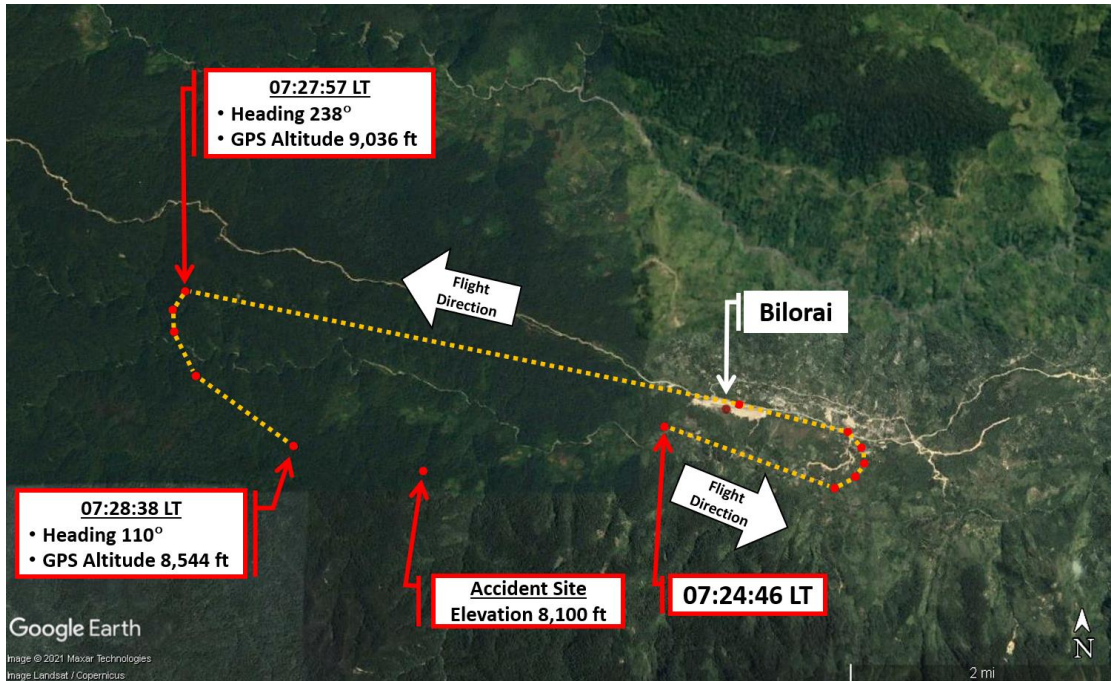 07:27:57 LT
• Heading 238°
• GPS Altitude 9,036 ft
Flight
Direction
Bilorai
07:28:38 LT
• Heading 110°
• GPS Altitude 8,544 ft
Flight
Direction
Accident Site
Elevation 8,100 ft
07:24:46 LT
Google Earth
Image © 2021 Maxar Technologies
Image Landsat / Copernicus
N
2 mi